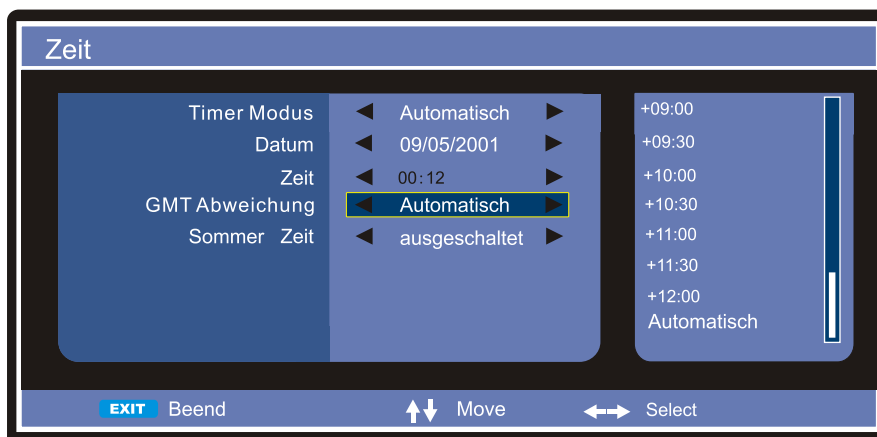 Zeit
Timer Modus Automatisch
Datum 09/05/2001
Zeit 00:12
GMT Abweichung Automatisch
Sommer Zeit ausgeschaltet
+09:00
+09:30
+10:00
+10:30
+11:00
+11:30
+12:00
Automatisch
EXIT Beend Move Select